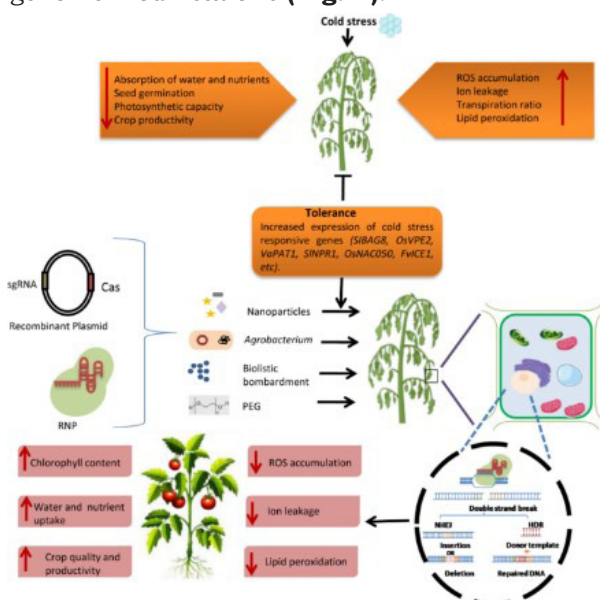 Cold stress
Absorption of water and nutrients
Seed germination
Photosynthetic capacity
Crop productivity
ROS accumulation
Ion leakage
Transpiration ratio
Lipid peroxidation
Tolerance
Increased expression of cold stress
responsive genes (SlBAG8, OsVPE2,
VaPAT1, SlNPR1, OsNAC050, FvICE1,
etc).
sgRNA
Cas
Recombinant Plasmid
RNP
Nanoparticles
Agrobacterium
Biolistic
bombardment
PEG
Chlorophyll content
Water and nutrient
uptake
Crop quality and
productivity
ROS accumulation
Ion leakage
Lipid peroxidation
Double strand break
NHEJ
HDR
Insertion
OR
Deletion
Donor template
Repaired DNA